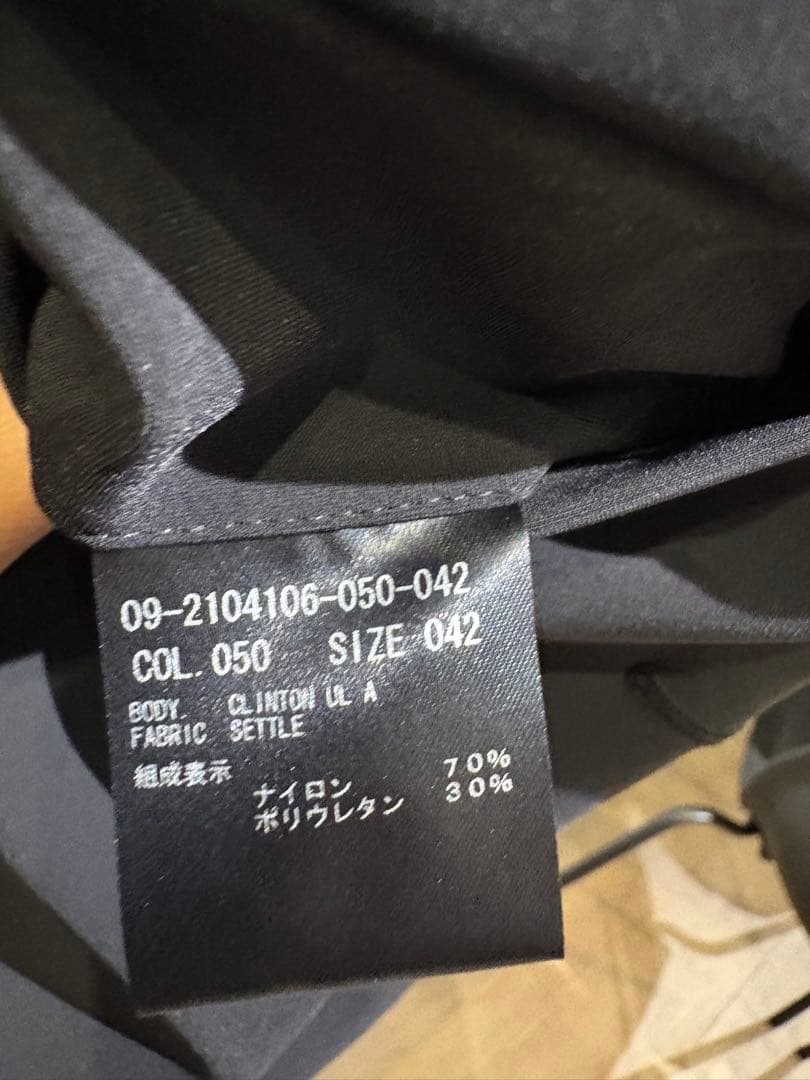 09-2104106-050-042
COL. 050 SIZE 042
BODY. CLINTON UL A
FABRIC SETTLE
組成表示
ナイロン 70%
ポリウレタン 30%